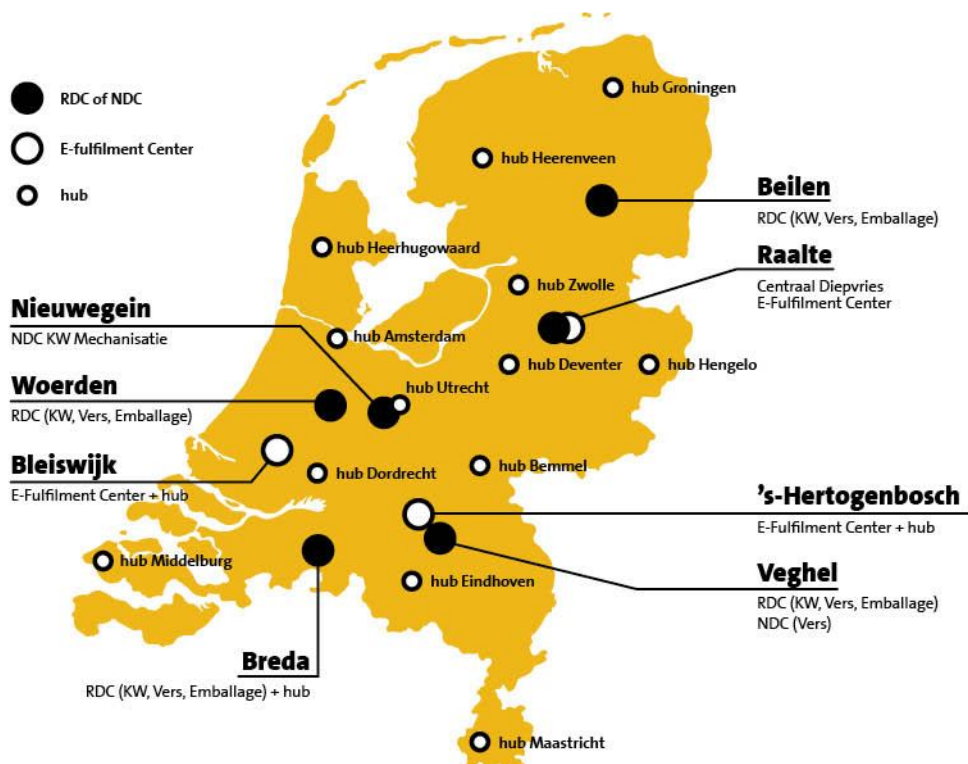 RDC of NDC
E-fulfilment Center
hub
hub Groningen
hub Heerenveen
Beilen
RDC (KW, Vers, Emballage)
hub Heerhugowaard
Raalte
Centraal Diepvries
E-Fulfilment Center
hub Zwolle
Nieuwegein
NDC KW Mechanisatie
hub Amsterdam
hub Deventer
hub Hengelo
Woerden
RDC (KW, Vers, Emballage)
hub Utrecht
Bleiswijk
E-Fulfilment Center + hub
hub Dordrecht
hub Bemmel
's-Hertogenbosch
E-Fulfilment Center + hub
hub Middelburg
hub Eindhoven
Veghel
RDC (KW, Vers, Emballage)
NDC (Vers)
Breda
RDC (KW, Vers, Emballage) + hub
hub Maastricht